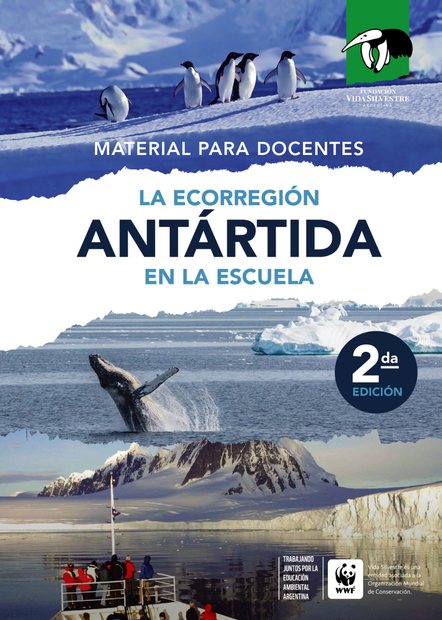 FUNDACIÓN
VIDA SILVESTRE
ARGENTINA
MATERIAL PARA DOCENTES
LA ECORREGIÓN
ANTÁRTIDA
EN LA ESCUELA
2da
EDICIÓN
TRABAJANDO
JUNTOS POR LA
EDUCACIÓN
AMBIENTAL
ARGENTINA
WWF
Vida Silvestre es una
entidad asociada a la
Organización Mundial
de Conservación.